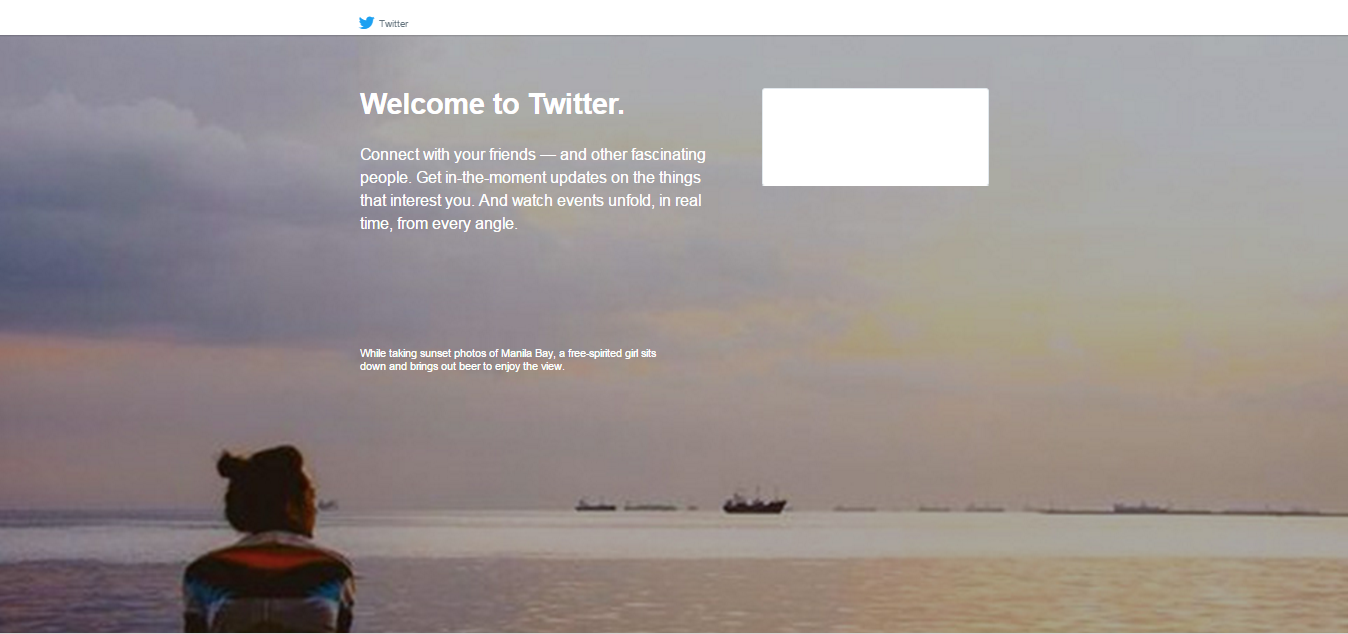 Twitter
Welcome to Twitter.
Connect with your friends — and other fascinating
people. Get in-the-moment updates on the things
that interest you. And watch events unfold, in real
time, from every angle.
While taking sunset photos of Manila Bay, a free-spirited girl sits
down and brings out beer to enjoy the view.